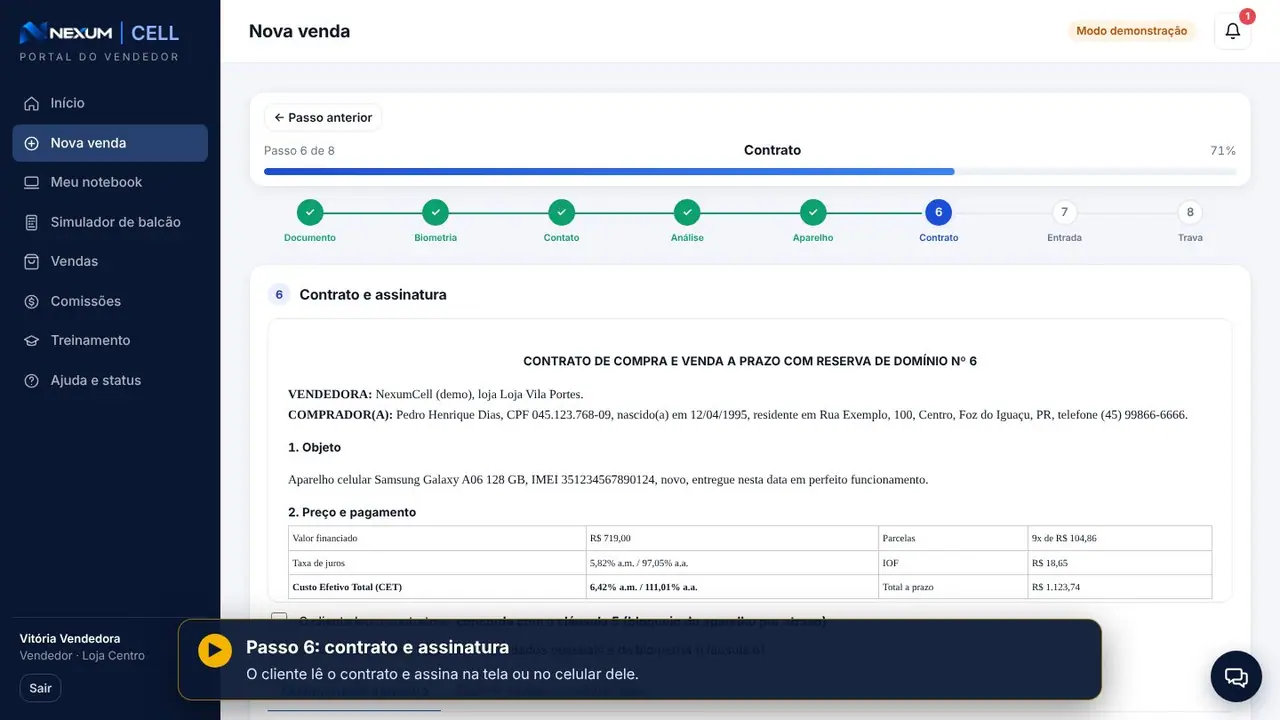 NEXUM | CELL
PORTAL DO VENDEDOR
Início
Nova venda
Meu notebook
Simulador de balcão
Vendas
Comissões
Treinamento
Ajuda e status
Vitória Vendedora
Vendedor · Loja Centro
Sair
Nova venda
Modo demonstração
1
← Passo anterior
Passo 6 de 8
Contrato
71%
6
7
8
Documento
Biometria
Contato
Análise
Aparelho
Contrato
Entrada
Trava
6
Contrato e assinatura
CONTRATO DE COMPRA E VENDA A PRAZO COM RESERVA DE DOMÍNIO Nº 6
VENDEDORA: NexumCell (demo), loja Loja Vila Portes.
COMPRADOR(A): Pedro Henrique Dias, CPF 045.123.768-09, nascido(a) em 12/04/1995, residente em Rua Exemplo, 100, Centro, Foz do Iguaçu, PR, telefone (45) 99866-6666.
1. Objeto
Aparelho celular Samsung Galaxy A06 128 GB, IMEI 351234567890124, novo, entregue nesta data em perfeito funcionamento.
2. Preço e pagamento
Valor financiado R$ 719,00 Parcelas 9x de R$ 104,86
Taxa de juros 5,82% a.m. / 97,05% a.a. IOF R$ 18,65
Custo Efetivo Total (CET) 6,42% a.m. / 111,01% a.a. Total a prazo R$ 1.123,74
Passo 6: contrato e assinatura
O cliente lê o contrato e assina na tela ou no celular dele.